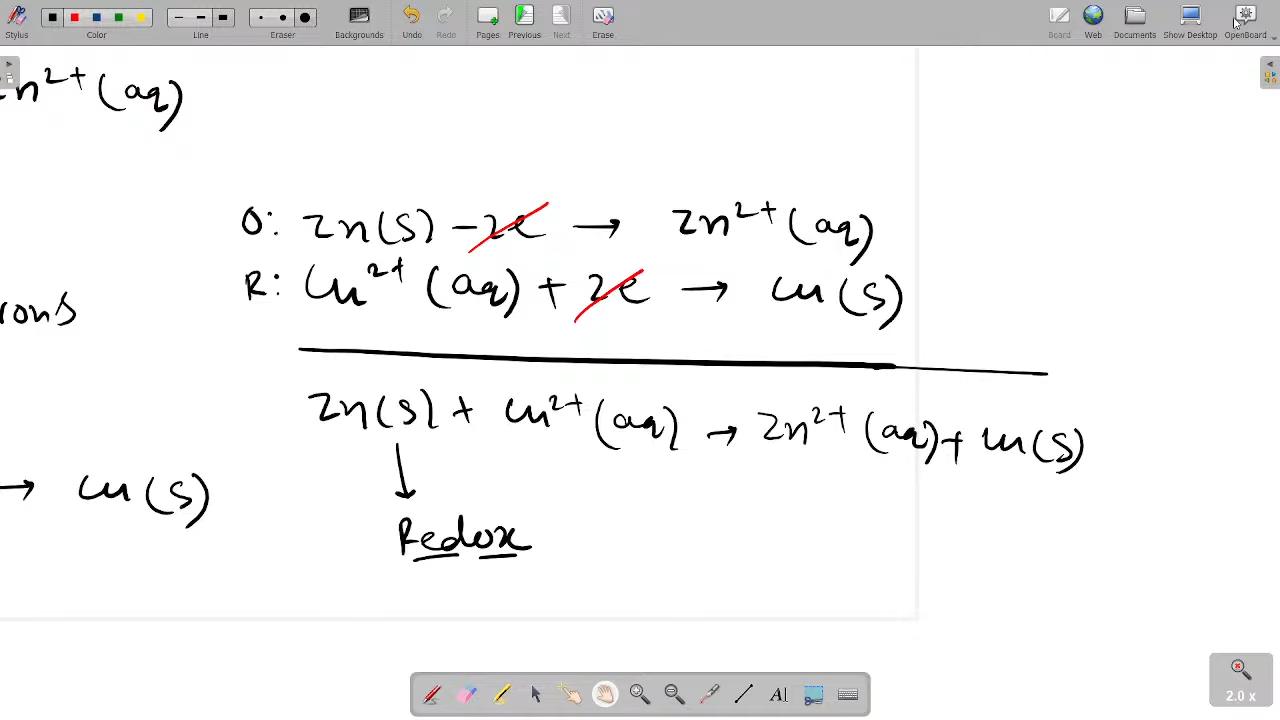 Stylus Color Line Eraser Backgrounds Undo Redo Pages Previous Next Erase Board Web Documents Show Desktop OpenBoard
Zn²⁺(aq)
O: Zn(s) – 2e → Zn²⁺(aq)
R: Cu²⁺(aq) + 2e → Cu(s)
rons
Zn(s) + Cu²⁺(aq) → Zn²⁺(aq) + Cu(s)
→ Cu(s)
Redox
2.0 x